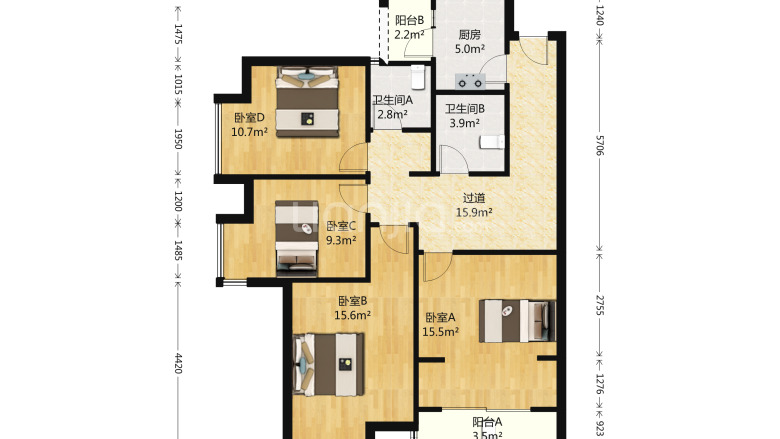 阳台B
2.2m²
厨房
5.0m²
卫生间A
2.8m²
卫生间B
3.9m²
卧室D
10.7m²
过道
15.9m²
卧室C
9.3m²
卧室B
15.6m²
卧室A
15.5m²
阳台A
3.5m²
1475
1015
1950
1200
1485
4420
1240
5706
2755
1276
923